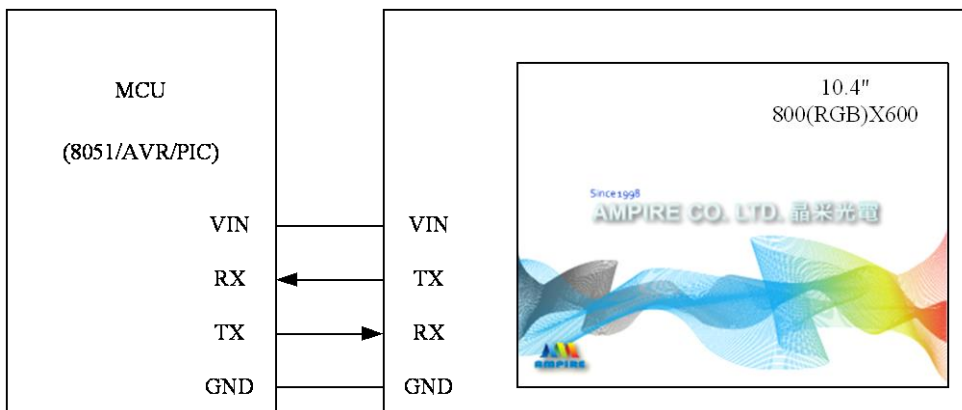 MCU
(8051/AVR/PIC)
VIN
RX
TX
GND
VIN
TX
RX
GND
10.4"
800(RGB)X600
Since1998
AMPIRE CO. LTD. 晶采光電
AMPIRE